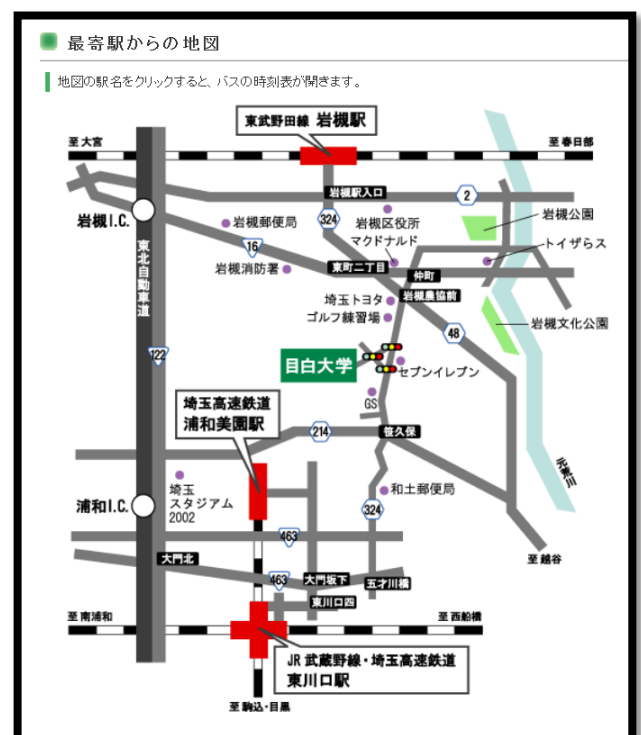 最寄駅からの地図
地図の駅名をクリックすると、バスの時刻表が開きます。
東武野田線 岩槻駅
至大宮
至春日部
岩槻駅入口
2
岩槻I.C.
324
岩槻郵便局
岩槻区役所
岩槻公園
マクドナルド
16
トイザらス
東北自動車道
岩槻消防署
東町二丁目
仲町
岩槻農協前
埼玉トヨタ
ゴルフ練習場
48
岩槻文化公園
122
目白大学
セブンイレブン
埼玉高速鉄道
浦和美園駅
GS
214
笹久保
元荒川
埼玉
スタジアム
2002
和土郵便局
浦和I.C.
324
463
大門北
至越谷
463
大門坂下
五才川橋
東川口四
至南浦和
至西船橋
JR武蔵野線・埼玉高速鉄道
東川口駅
至駒込・目黒